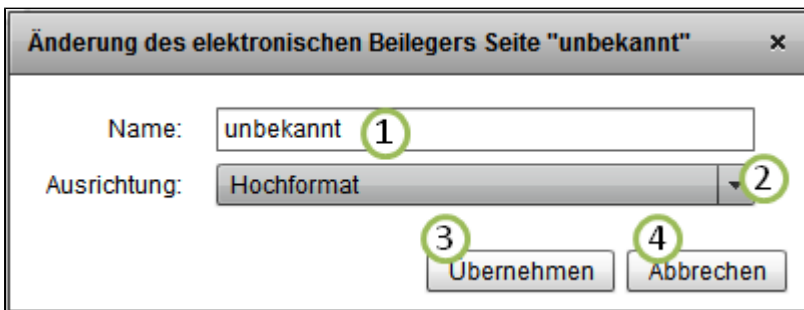 Änderung des elektronischen Beilegers Seite "unbekannt" ×
Name: unbekannt 1
Ausrichtung: Hochformat 2
3 4
Übernehmen Abbrechen